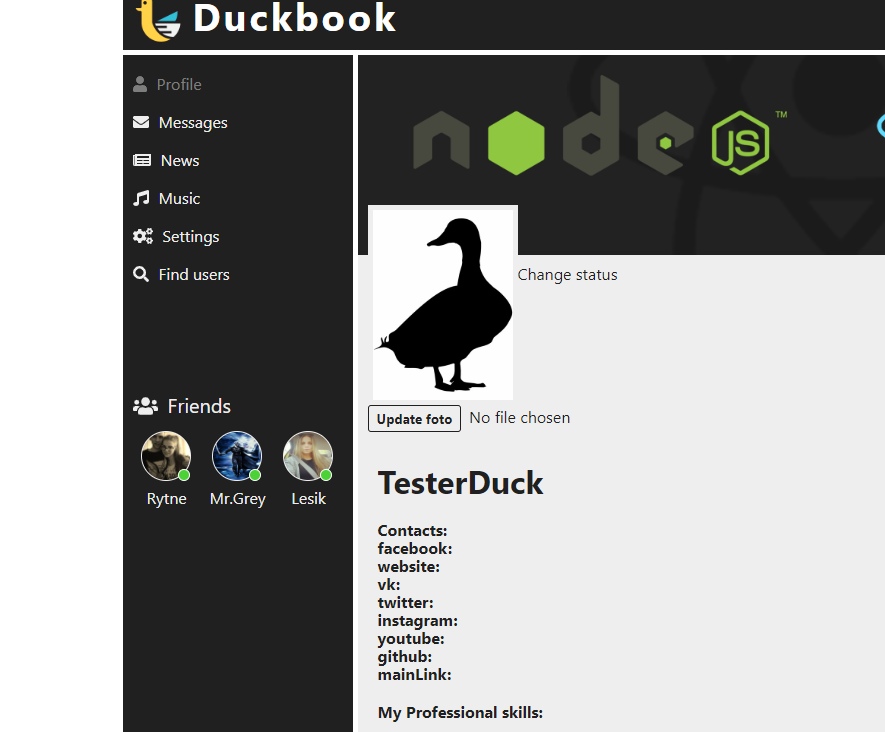 Duckbook
Profile
Messages
News
Music
Settings
Find users
Friends
Rytne
Mr.Grey
Lesik
node JS ™
Change status
Update foto
No file chosen
TesterDuck
Contacts:
facebook:
website:
vk:
twitter:
instagram:
youtube:
github:
mainLink:
My Professional skills: